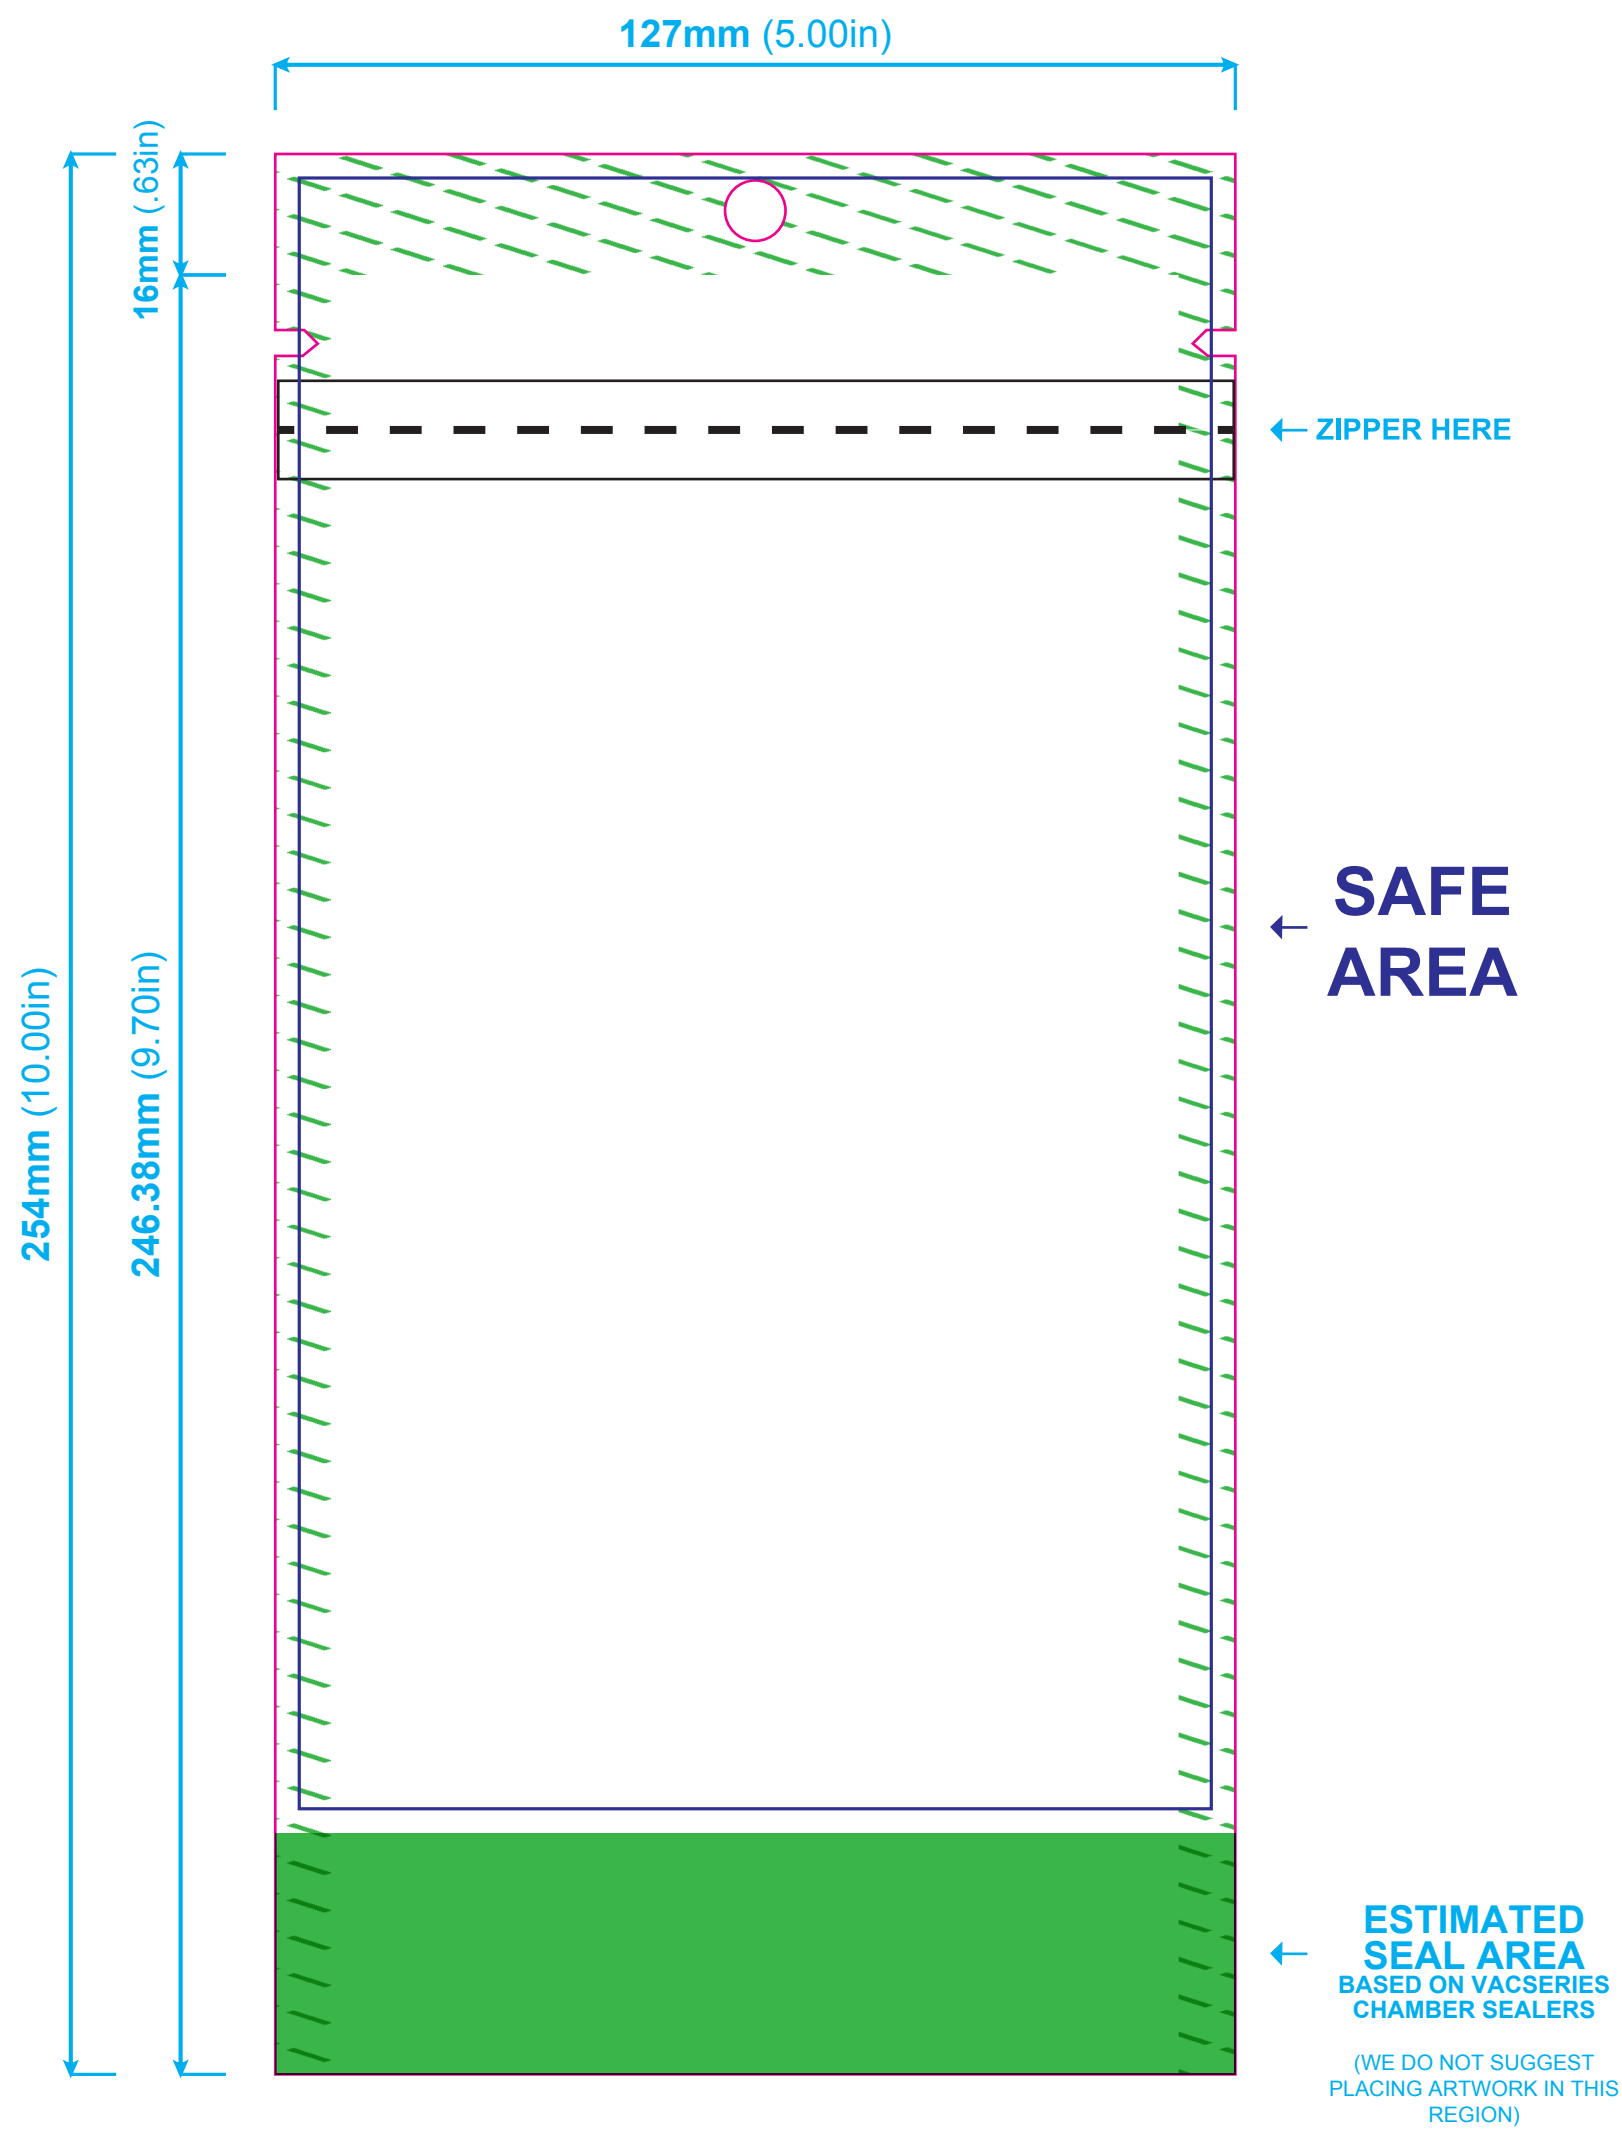 127mm (5.00in)
16mm (.63in)
ZIPPER HERE
SAFE
AREA
254mm (10.00in)
246.38mm (9.70in)
ESTIMATED
SEAL AREA
BASED ON VACSERIES
CHAMBER SEALERS
(WE DO NOT SUGGEST
PLACING ARTWORK IN THIS
REGION)